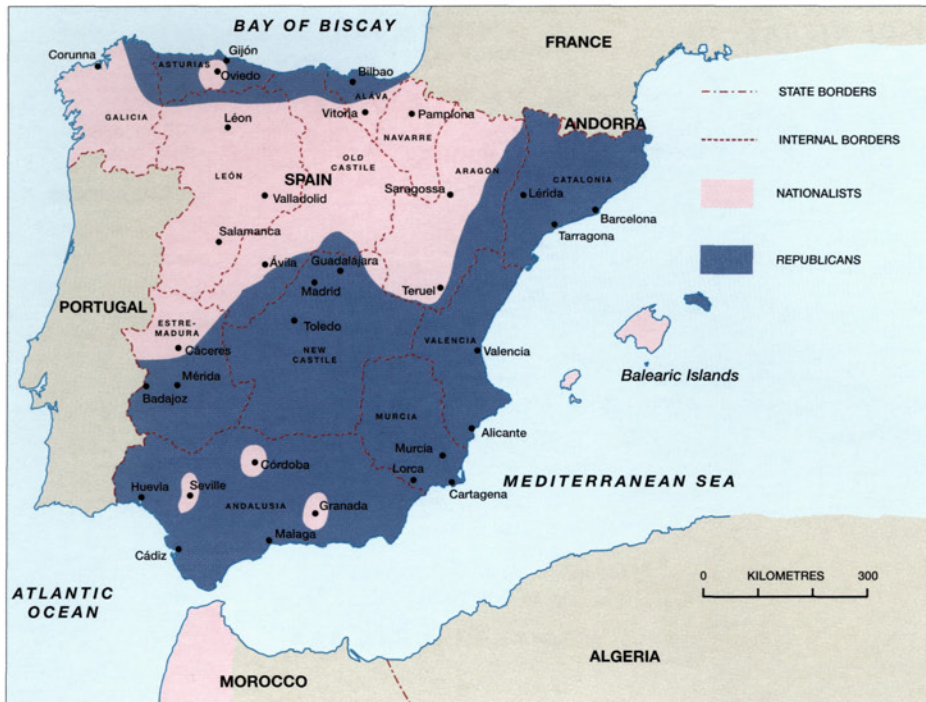 BAY OF BISCAY
FRANCE
Corunna
Gijón
ASTURIAS
Oviedo
Bilbao
ALAVA
ANDORRA
GALICIA
Léon
Vitoria
Pamplona
NAVARRE
OLD
CASTILE
ARAGON
LEÓN
SPAIN
CATALONIA
Saragossa
Lérida
Valladolid
Barcelona
Tarragona
Salamanca
Ávila
Guadalajara
Madrid
Teruel
PORTUGAL
ESTRE-
MADURA
Toledo
Cáceres
NEW
CASTILE
VALENCIA
Valencia
Balearic Islands
Mérida
Badajoz
MURCIA
Alicante
Murcia
Córdoba
Lorca
Cartagena
MEDITERRANEAN SEA
Huevla
Seville
ANDALUSIA
Granada
Malaga
Cádiz
ATLANTIC
OCEAN
MOROCCO
ALGERIA
STATE BORDERS
INTERNAL BORDERS
NATIONALISTS
REPUBLICANS
0 KILOMETRES 300